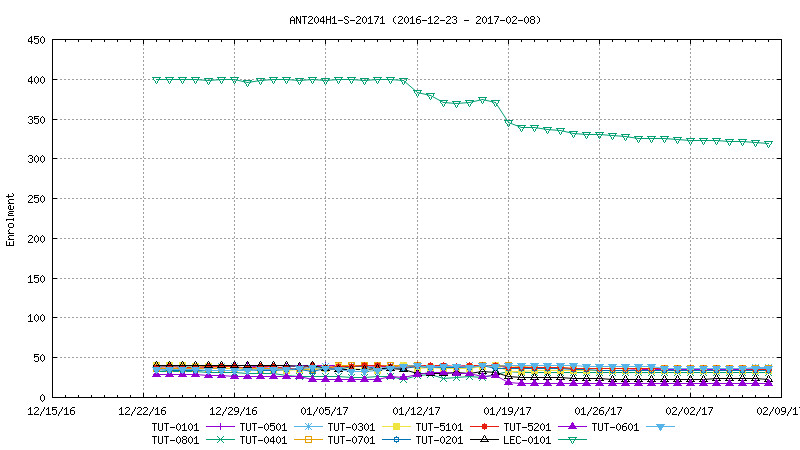 ANT204H1-S-20171 (2016-12-23 - 2017-02-08)
450
400
350
300
250
200
150
100
50
0
Enrolment
12/15/16 12/22/16 12/29/16 01/05/17 01/12/17 01/19/17 01/26/17 02/02/17 02/09/17
TUT-0101 TUT-0501 TUT-0301 TUT-5101 TUT-5201 TUT-0601
TUT-0801 TUT-0401 TUT-0701 TUT-0201 LEC-0101